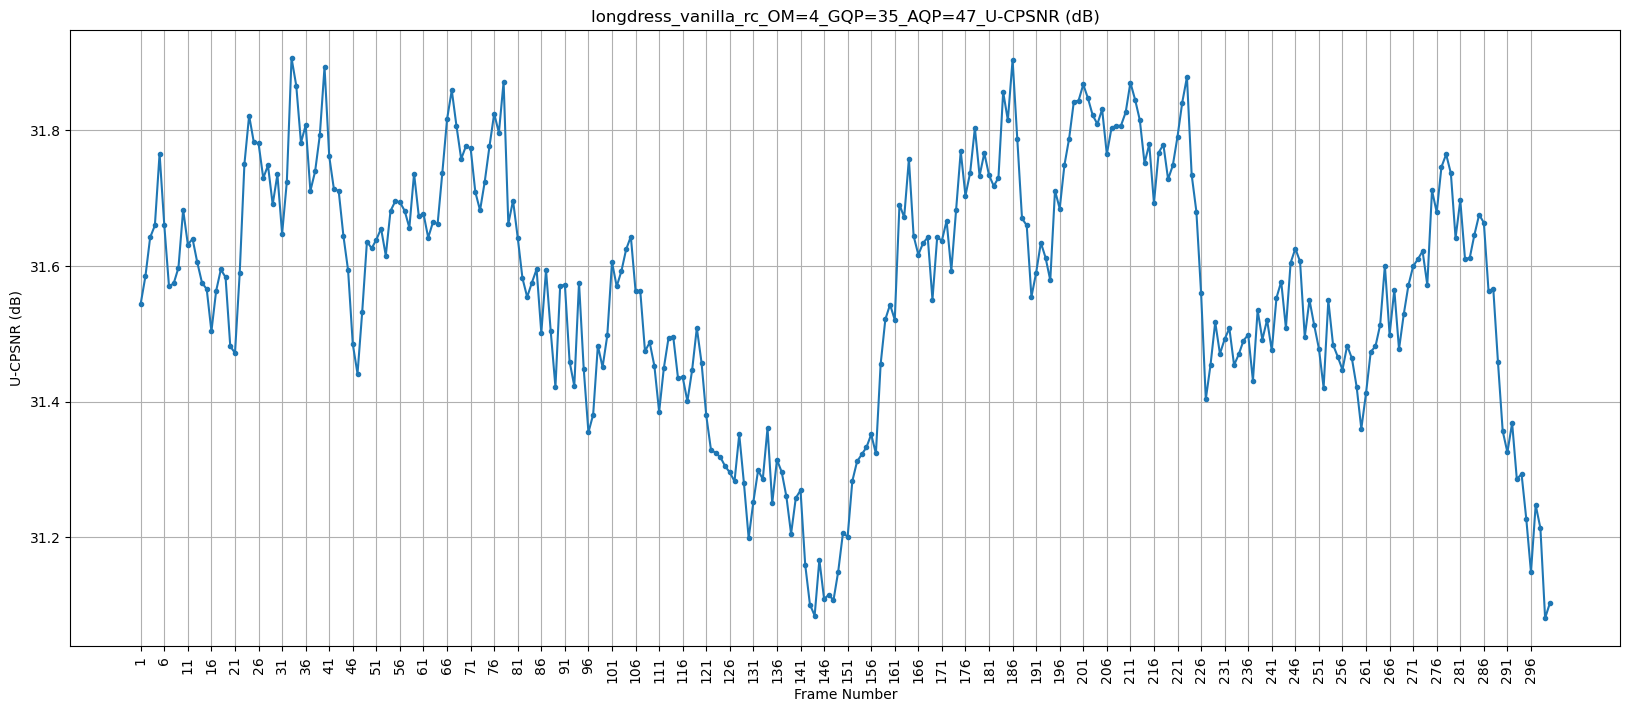 longdress_vanilla_rc_OM=4_GQP=35_AQP=47_U-CPSNR (dB)
U-CPSNR (dB)
31.8
31.6
31.4
31.2
1 6 11 16 21 26 31 36 41 46 51 56 61 66 71 76 81 86 91 96 101 106 111 116 121 126 131 136 141 146 151 156 161 166 171 176 181 186 191 196 201 206 211 216 221 226 231 236 241 246 251 256 261 266 271 276 281 286 291 296
Frame Number